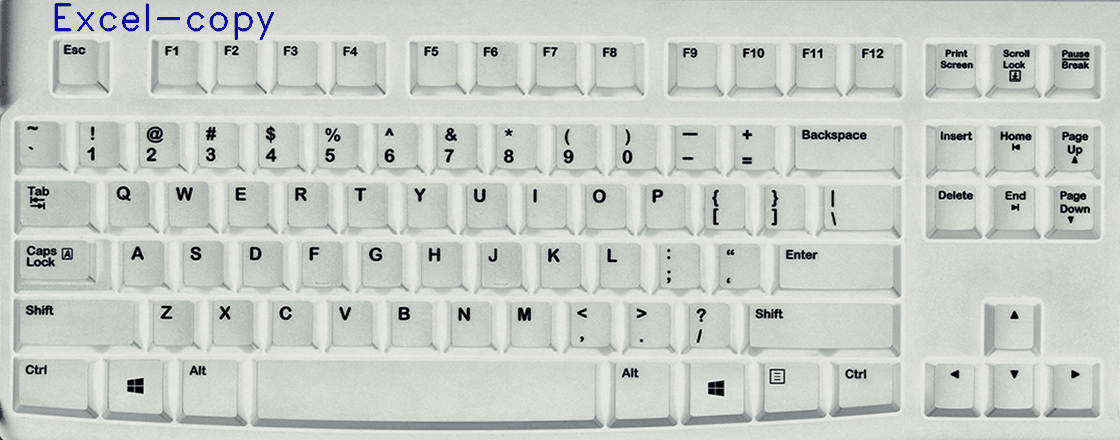 Excel-copy
Esc F1 F2 F3 F4 F5 F6 F7 F8 F9 F10 F11 F12 Print Screen Scroll Lock Pause Break
~ ` ! 1 @ 2 # 3 $ 4 % 5 ^ 6 & 7 * 8 ( 9 ) 0 — - + = Backspace Insert Home Page Up
Tab Q W E R T Y U I O P { [ } ] | \ Delete End Page Down
Caps Lock A A S D F G H J K L : ; “ ‘ Enter
Shift Z X C V B N M < , > . ? / Shift
Ctrl Alt Alt Ctrl